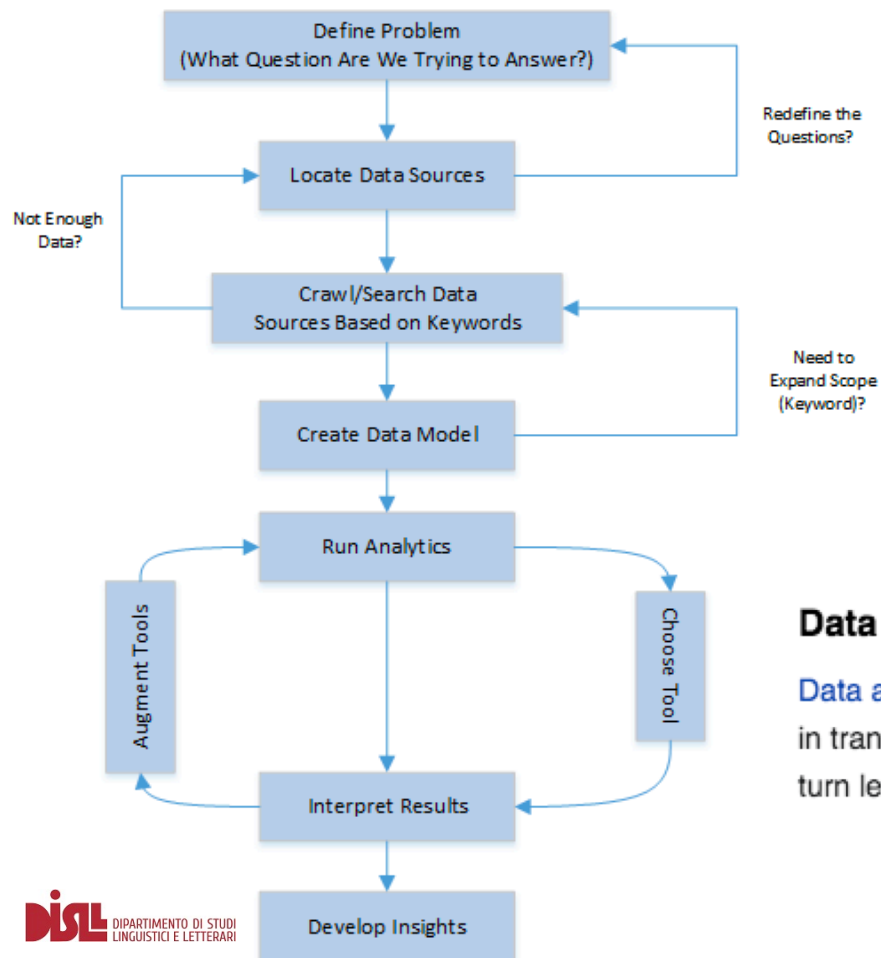 Define Problem
(What Question Are We Trying to Answer?)
Redefine the
Questions?
Locate Data Sources
Not Enough
Data?
Crawl/Search Data
Sources Based on Keywords
Need to
Expand Scope
(Keyword)?
Create Data Model
Run Analytics
Augment Tools
Choose Tool
Data
Data a
in tran
turn le
Interpret Results
Develop Insights
DiSLL DIPARTIMENTO DI STUDI
LINGUISTICI E LETTERARI